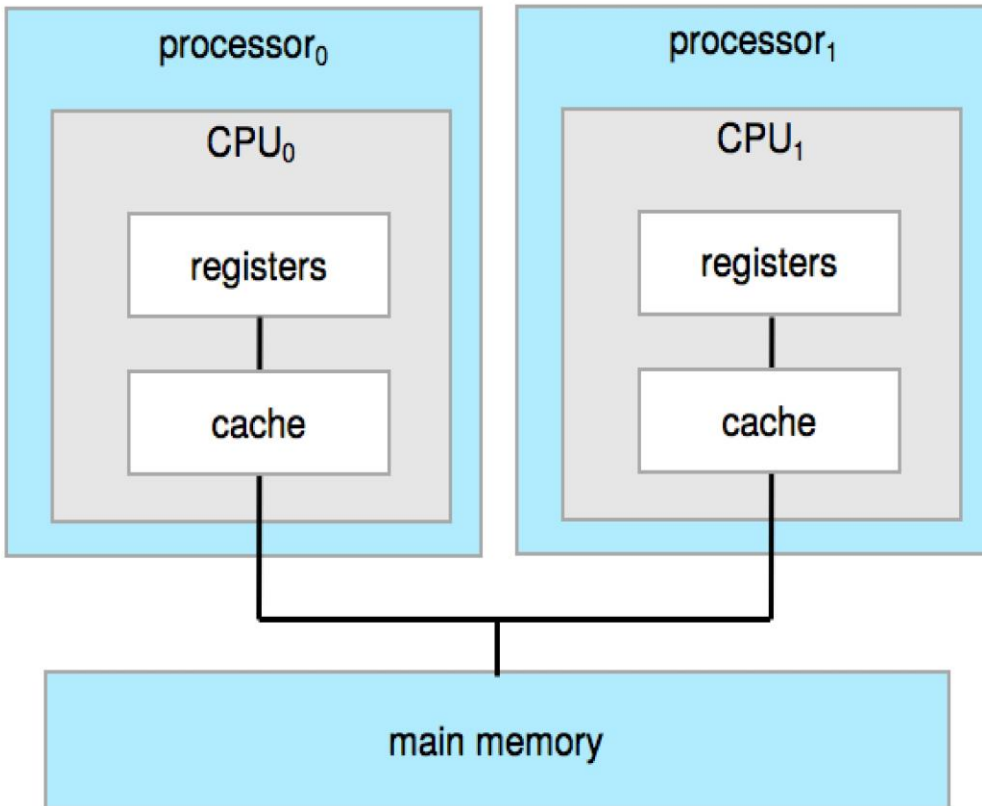 processor₀
processor₁
CPU₀
CPU₁
registers
registers
cache
cache
main memory